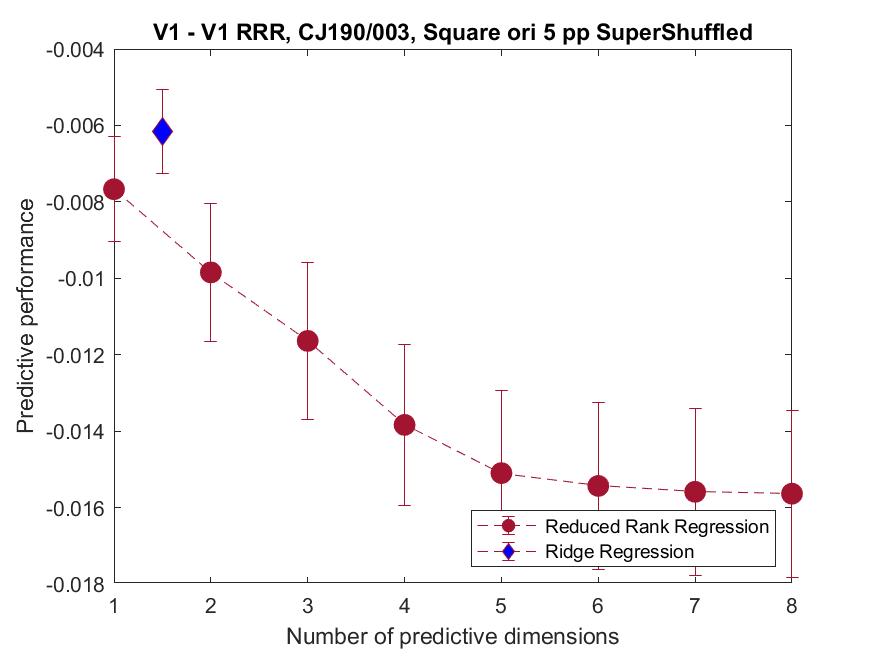 V1 - V1 RRR, CJ190/003, Square ori 5 pp SuperShuffled
-0.004
-0.006
-0.008
-0.01
-0.012
-0.014
-0.016
-0.018
Predictive performance
Reduced Rank Regression
Ridge Regression
1 2 3 4 5 6 7 8
Number of predictive dimensions